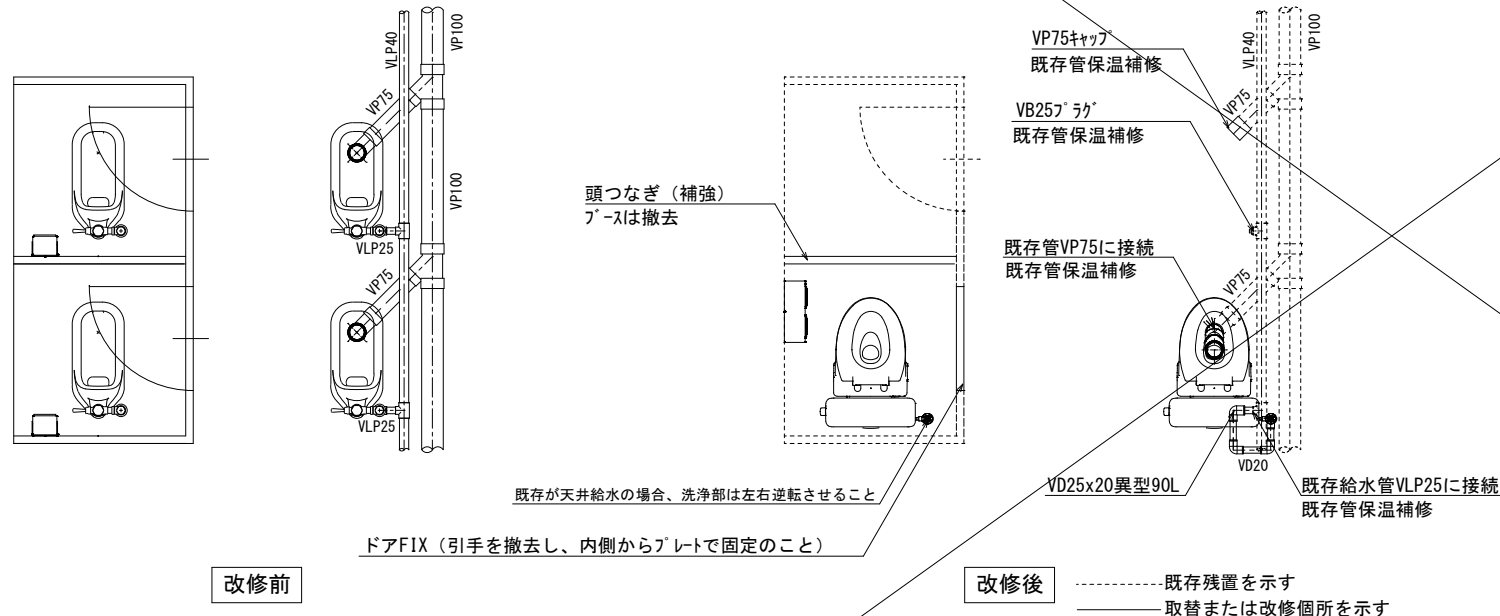 VLP40
VP100
VP75
VP100
VLP25
VP75
VLP25
頭つなぎ（補強）
ﾌﾞｰｽは撤去
既存が天井給水の場合、洗浄部は左右逆転させること
ドアFIX（引手を撤去し、内側からﾌﾟﾚｰﾄで固定のこと）
改修前
VP75ｷｬｯﾌﾟ
既存管保温補修
VLP40
VP100
VP75
VB25ﾌﾟﾗｸﾞ
既存管保温補修
既存管VP75に接続
既存管保温補修
VP75
VD20
VD25x20異型90L
既存給水管VLP25に接続
既存管保温補修
改修後
既存残置を示す
取替または改修個所を示す